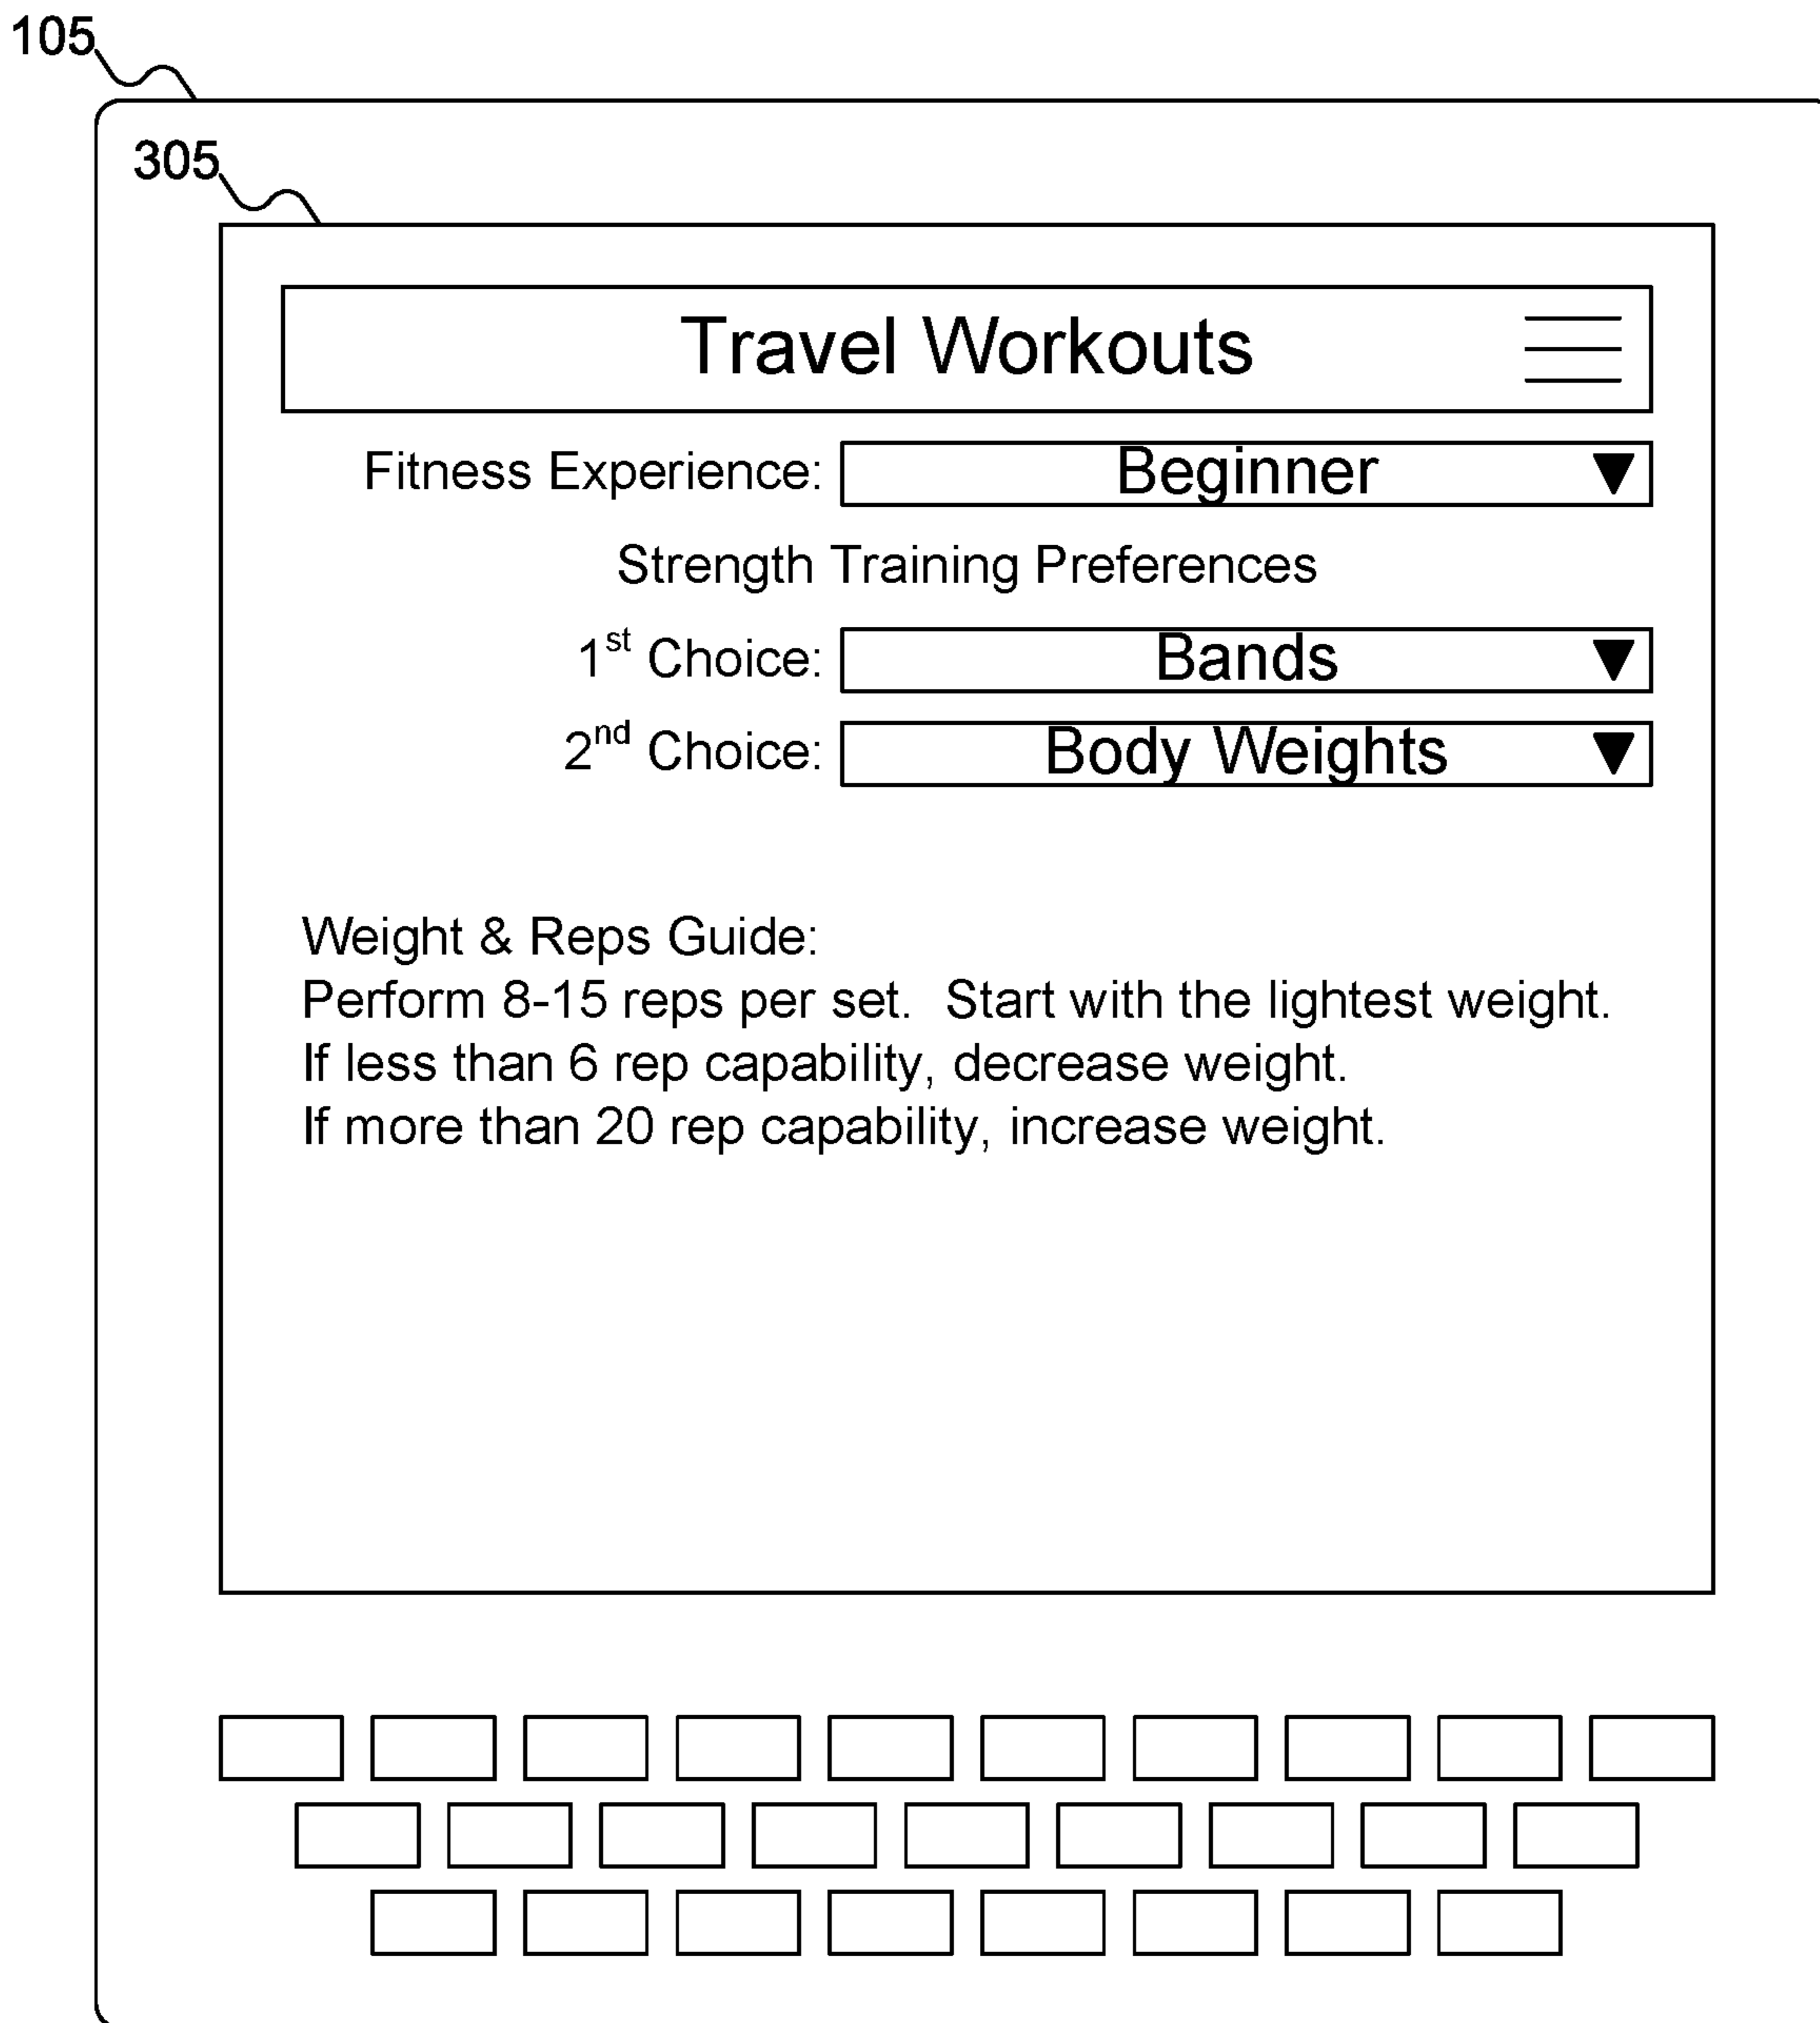 105
305
Travel Workouts
Fitness Experience: Beginner
Strength Training Preferences
1st Choice: Bands
2nd Choice: Body Weights
Weight & Reps Guide:
Perform 8-15 reps per set.  Start with the lightest weight.
If less than 6 rep capability, decrease weight.
If more than 20 rep capability, increase weight.